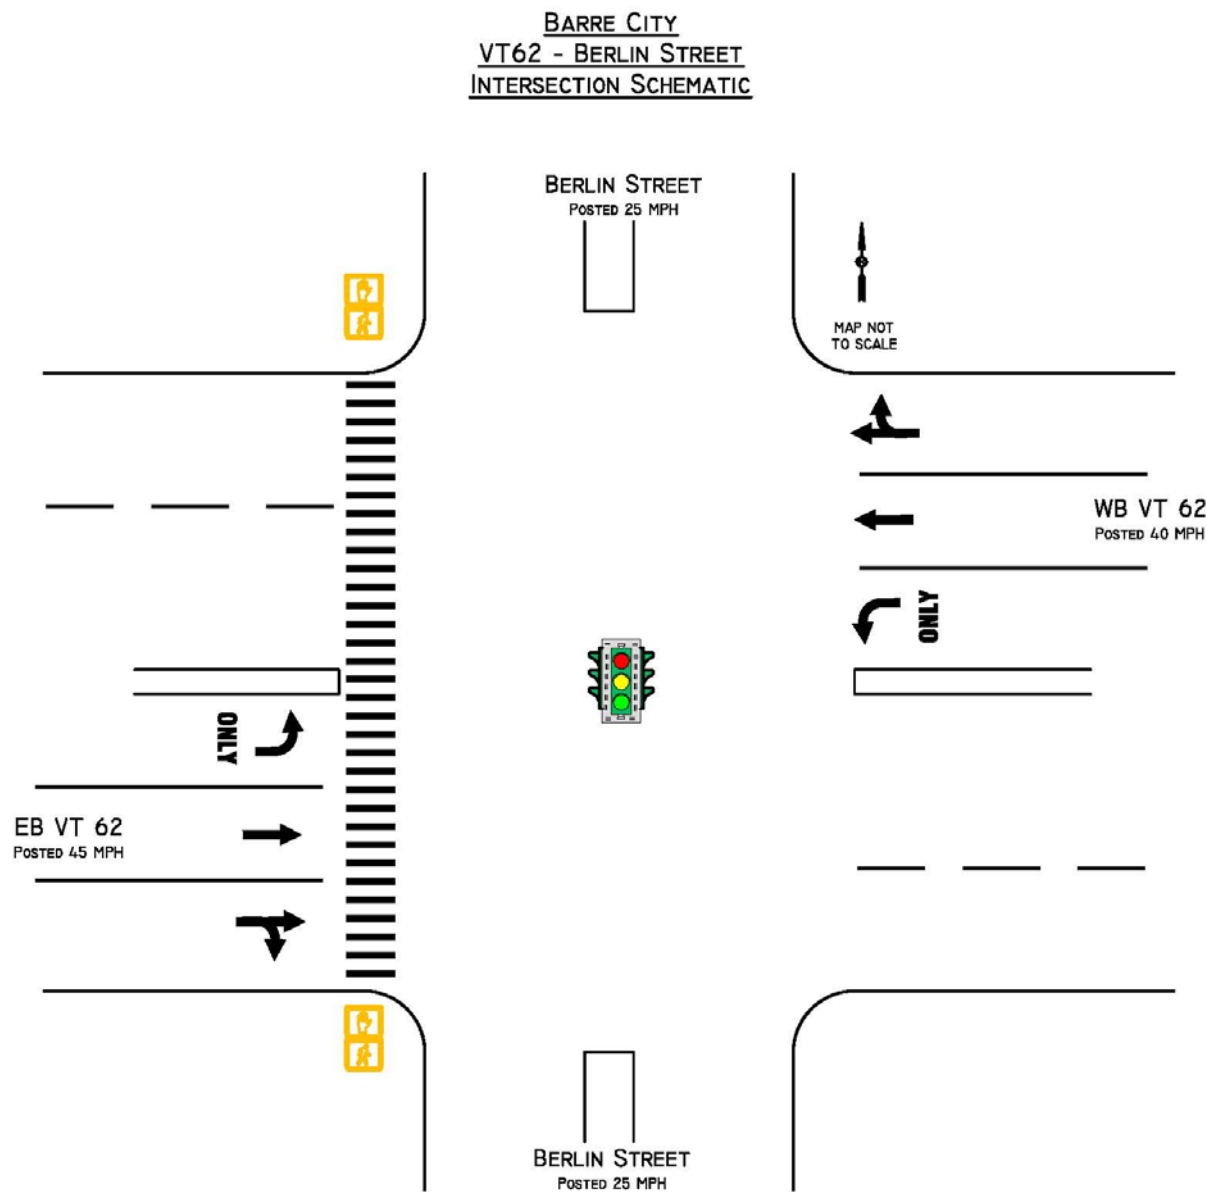 BARRE CITY
VT62 - BERLIN STREET
INTERSECTION SCHEMATIC
BERLIN STREET
POSTED 25 MPH
MAP NOT
TO SCALE
WB VT 62
POSTED 40 MPH
ONLY
ONLY
EB VT 62
POSTED 45 MPH
BERLIN STREET
POSTED 25 MPH